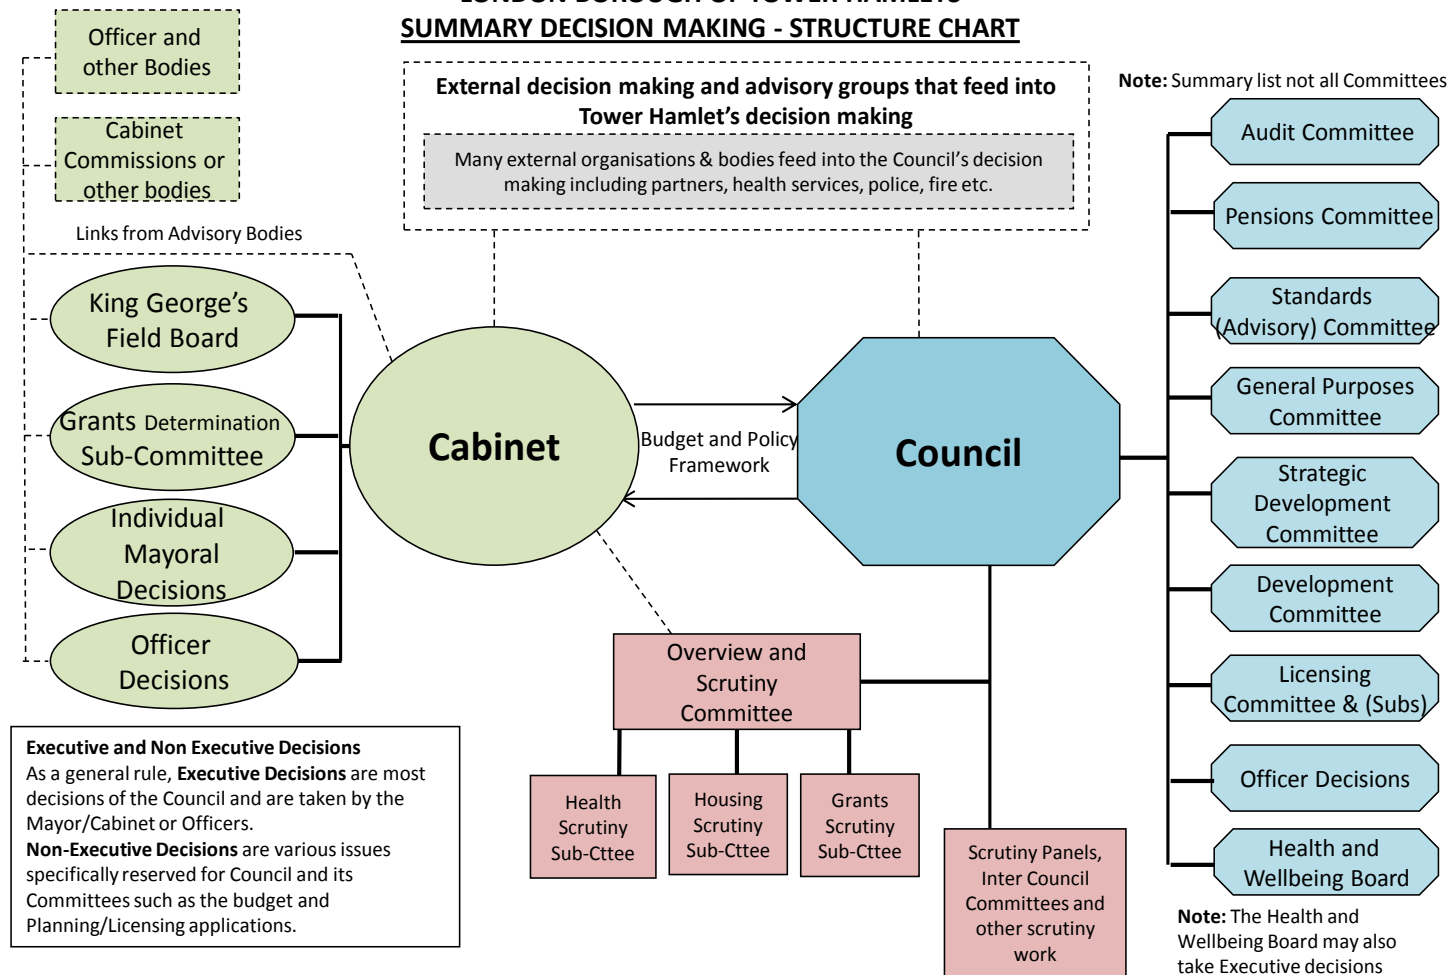 LONDON BOROUGH OF TOWER HAMLETS
SUMMARY DECISION MAKING - STRUCTURE CHART
Officer and
other Bodies
Cabinet
Commissions or
other bodies
Links from Advisory Bodies
External decision making and advisory groups that feed into
Tower Hamlet's decision making
Many external organisations & bodies feed into the Council's decision
making including partners, health services, police, fire etc.
Note: Summary list not all Committees
King George's
Field Board
Grants Determination
Sub-Committee
Individual
Mayoral
Decisions
Officer
Decisions
Cabinet
Budget and Policy
Framework
Council
Audit Committee
Pensions Committee
Standards
(Advisory) Committee
General Purposes
Committee
Strategic
Development
Committee
Development
Committee
Licensing
Committee & (Subs)
Officer Decisions
Health and
Wellbeing Board
Note: The Health and
Wellbeing Board may also
take Executive decisions
Overview and
Scrutiny
Committee
Health
Scrutiny
Sub-Cttee
Housing
Scrutiny
Sub-Cttee
Grants
Scrutiny
Sub-Cttee
Scrutiny Panels,
Inter Council
Committees and
other scrutiny
work
Executive and Non Executive Decisions
As a general rule, Executive Decisions are most
decisions of the Council and are taken by the
Mayor/Cabinet or Officers.
Non-Executive Decisions are various issues
specifically reserved for Council and its
Committees such as the budget and
Planning/Licensing applications.